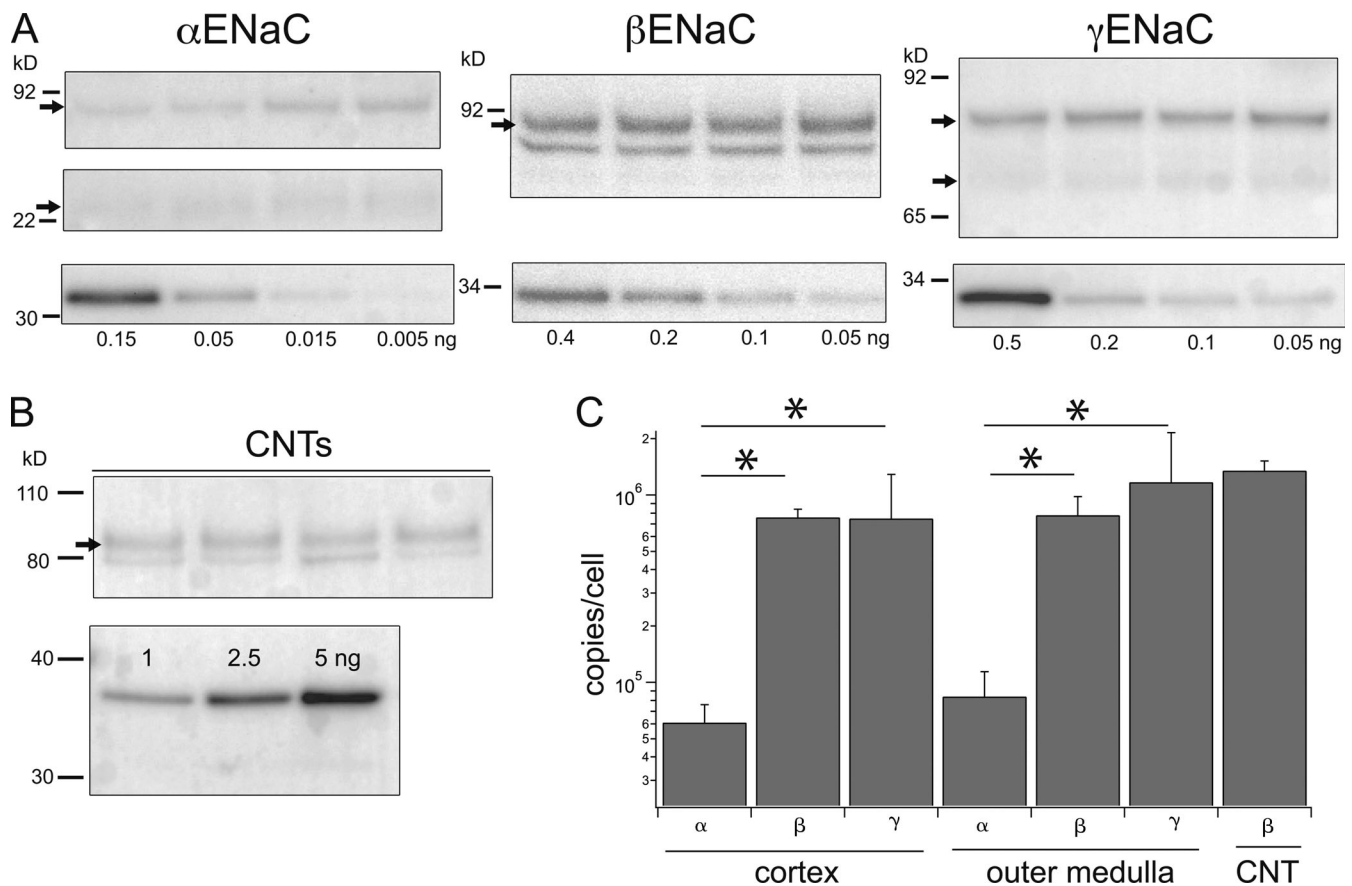 A
αENaC
kD
92
22
30
0.15 0.05 0.015 0.005 ng
βENaC
92
34
0.4 0.2 0.1 0.05 ng
γENaC
kD
92
65
34
0.5 0.2 0.1 0.05 ng
B
CNTs
kD
110
80
40
1 2.5 5 ng
30
C
* * * *
copies/cell
2
10⁶
6
5
4
3
2
10⁵
6
5
4
3
α β γ α β γ β
cortex outer medulla CNT